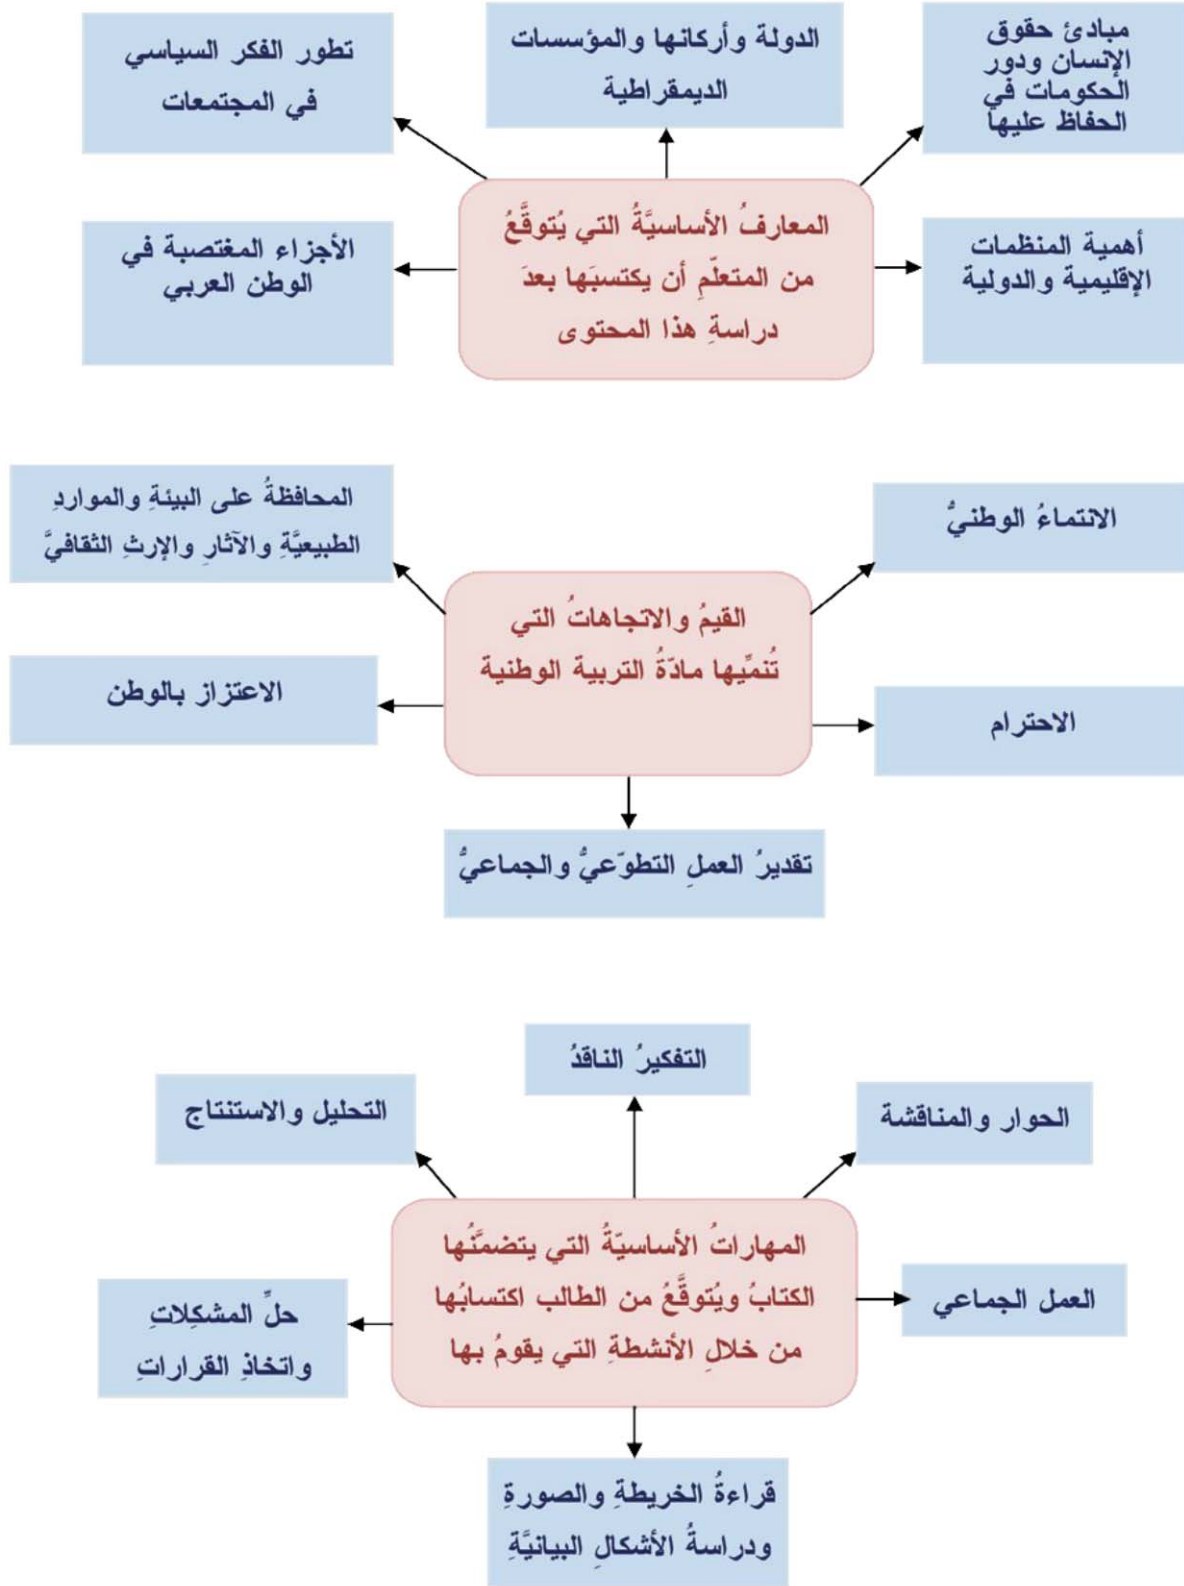 مبادئ حقوق
الإنسان ودور
الحكومات في
الحفاظ عليها
الدولة وأركانها والمؤسسات
الديمقراطية
تطور الفكر السياسي
في المجتمعات
المعارفُ الأساسيَّةُ التي يُتوقَّعُ
من المتعلّمِ أن يكتسبَها بعدَ
دراسةِ هذا المحتوى
أهمية المنظمات
الإقليمية والدولية
الأجزاء المغتصبة في
الوطن العربي
الانتماءُ الوطنيُّ
المحافظةُ على البيئةِ والمواردِ
الطبيعيَّةِ والآثارِ والإرثِ الثقافيَّ
القيمُ والاتجاهاتُ التي
تُنمِّيها مادّةُ التربية الوطنية
الاحترام
الاعتزاز بالوطن
تقديرُ العملِ التطوّعيُّ والجماعيُّ
التفكيرُ الناقدُ
الحوار والمناقشة
التحليل والاستنتاج
المهاراتُ الأساسيّةُ التي يتضمَّنُها
الكتابُ ويُتوقَّعُ من الطالب اكتسابُها
من خلالِ الأنشطةِ التي يقومُ بها
العمل الجماعي
حلِّ المشكِلاتِ
واتخاذِ القراراتِ
قراءةُ الخريطةِ والصورةِ
ودراسةُ الأشكالِ البيانيَّةِ